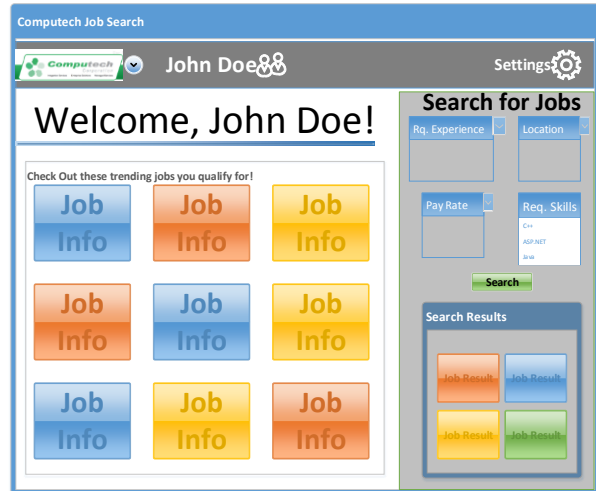 Computech Job Search
Computech
John Doe
Settings
Welcome, John Doe!
Search for Jobs
Rq. Experience
Location
Pay Rate
Req. Skills
C++
ASP.NET
Java
Search
Check Out these trending jobs you qualify for!
Job Info
Job Info
Job Info
Job Info
Job Info
Job Info
Job Info
Job Info
Job Info
Search Results
Job Result
Job Result
Job Result
Job Result